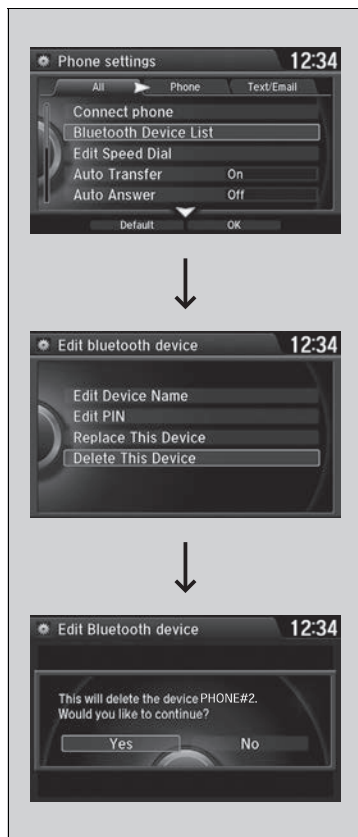 Phone settings 12:34
All Phone Text/Email
Connect phone
Bluetooth Device List
Edit Speed Dial
Auto Transfer On
Auto Answer Off
Default OK
Edit bluetooth device 12:34
Edit Device Name
Edit PIN
Replace This Device
Delete This Device
Edit Bluetooth device 12:34
This will delete the device PHONE#2.
Would you like to continue?
Yes No